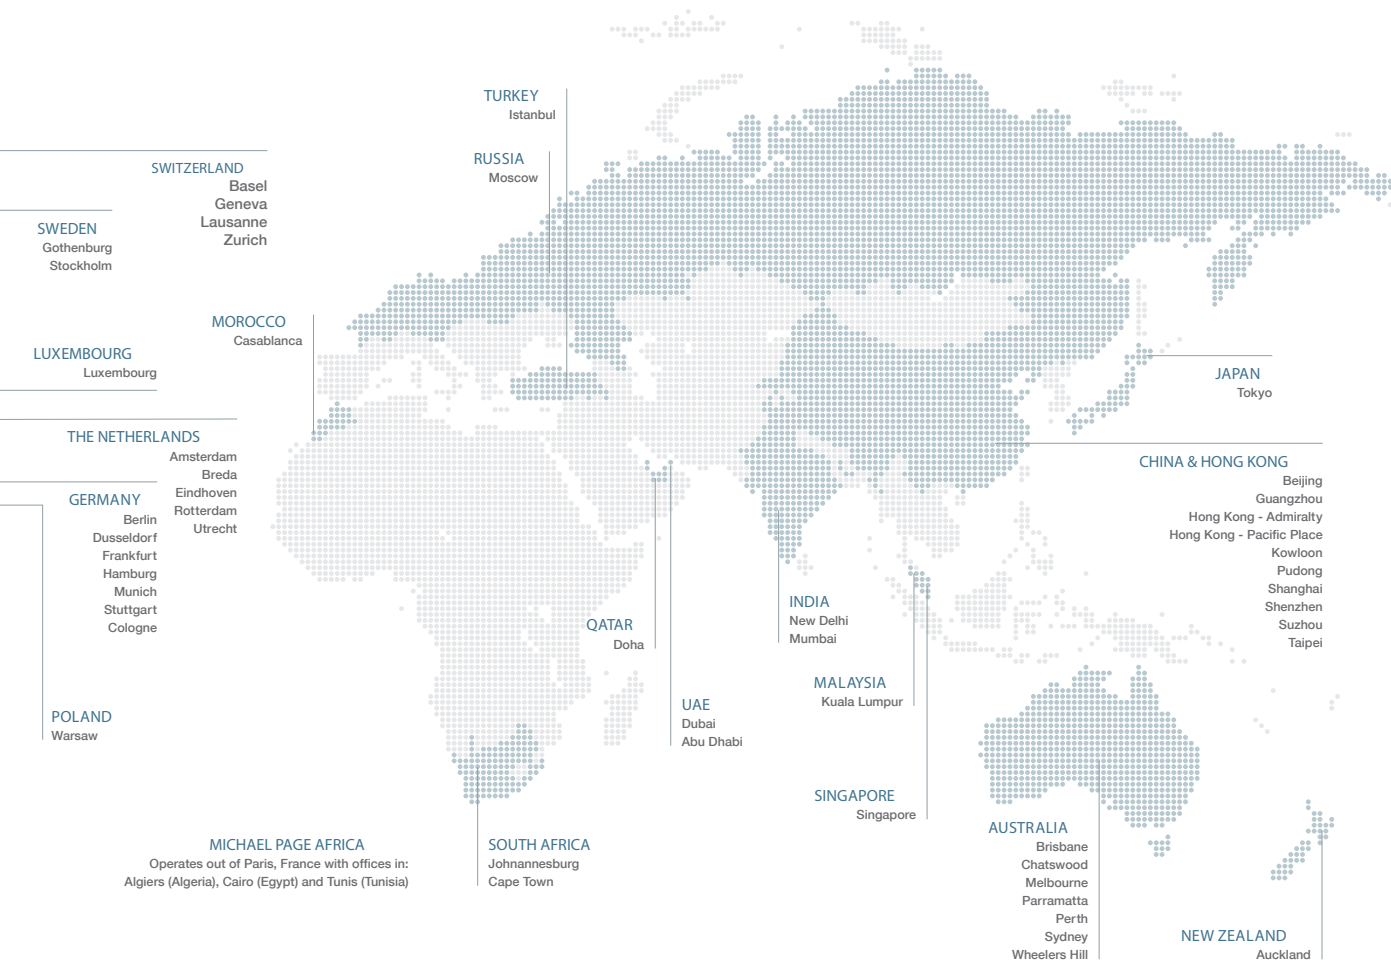 TURKEY
Istanbul
RUSSIA
Moscow
SWITZERLAND
Basel
Geneva
Lausanne
Zurich
SWEDEN
Gothenburg
Stockholm
MOROCCO
Casablanca
LUXEMBOURG
Luxembourg
THE NETHERLANDS
Amsterdam
Breda
Eindhoven
Rotterdam
Utrecht
GERMANY
Berlin
Dusseldorf
Frankfurt
Hamburg
Munich
Stuttgart
Cologne
POLAND
Warsaw
JAPAN
Tokyo
CHINA & HONG KONG
Beijing
Guangzhou
Hong Kong - Admiralty
Hong Kong - Pacific Place
Kowloon
Pudong
Shanghai
Shenzhen
Suzhou
Taipei
QATAR
Doha
INDIA
New Delhi
Mumbai
UAE
Dubai
Abu Dhabi
MALAYSIA
Kuala Lumpur
SINGAPORE
Singapore
MICHAEL PAGE AFRICA
Operates out of Paris, France with offices in:
Algiers (Algeria), Cairo (Egypt) and Tunis (Tunisia)
SOUTH AFRICA
Johnannesburg
Cape Town
AUSTRALIA
Brisbane
Chatswood
Melbourne
Parramatta
Perth
Sydney
Wheelers Hill
NEW ZEALAND
Auckland